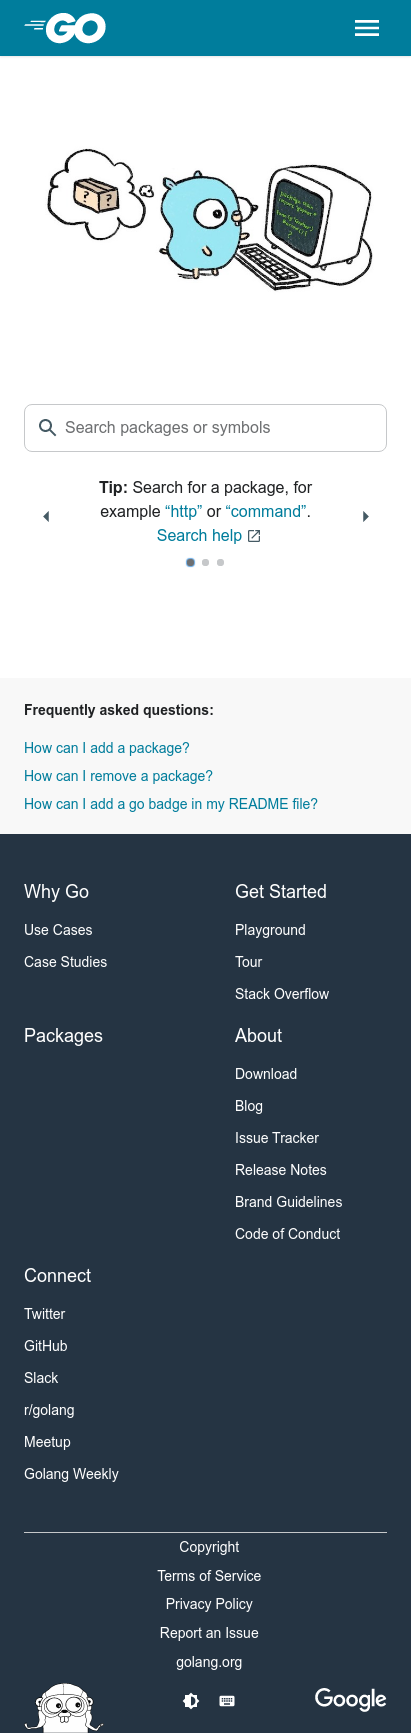 GO
? ?
package main
import "gopher"
?
Search packages or symbols
Tip: Search for a package, for
example “http” or “command”.
Search help
Frequently asked questions:
How can I add a package?
How can I remove a package?
How can I add a go badge in my README file?
Why Go
Use Cases
Case Studies
Get Started
Playground
Tour
Stack Overflow
Packages
About
Download
Blog
Issue Tracker
Release Notes
Brand Guidelines
Code of Conduct
Connect
Twitter
GitHub
Slack
r/golang
Meetup
Golang Weekly
Copyright
Terms of Service
Privacy Policy
Report an Issue
golang.org
Google